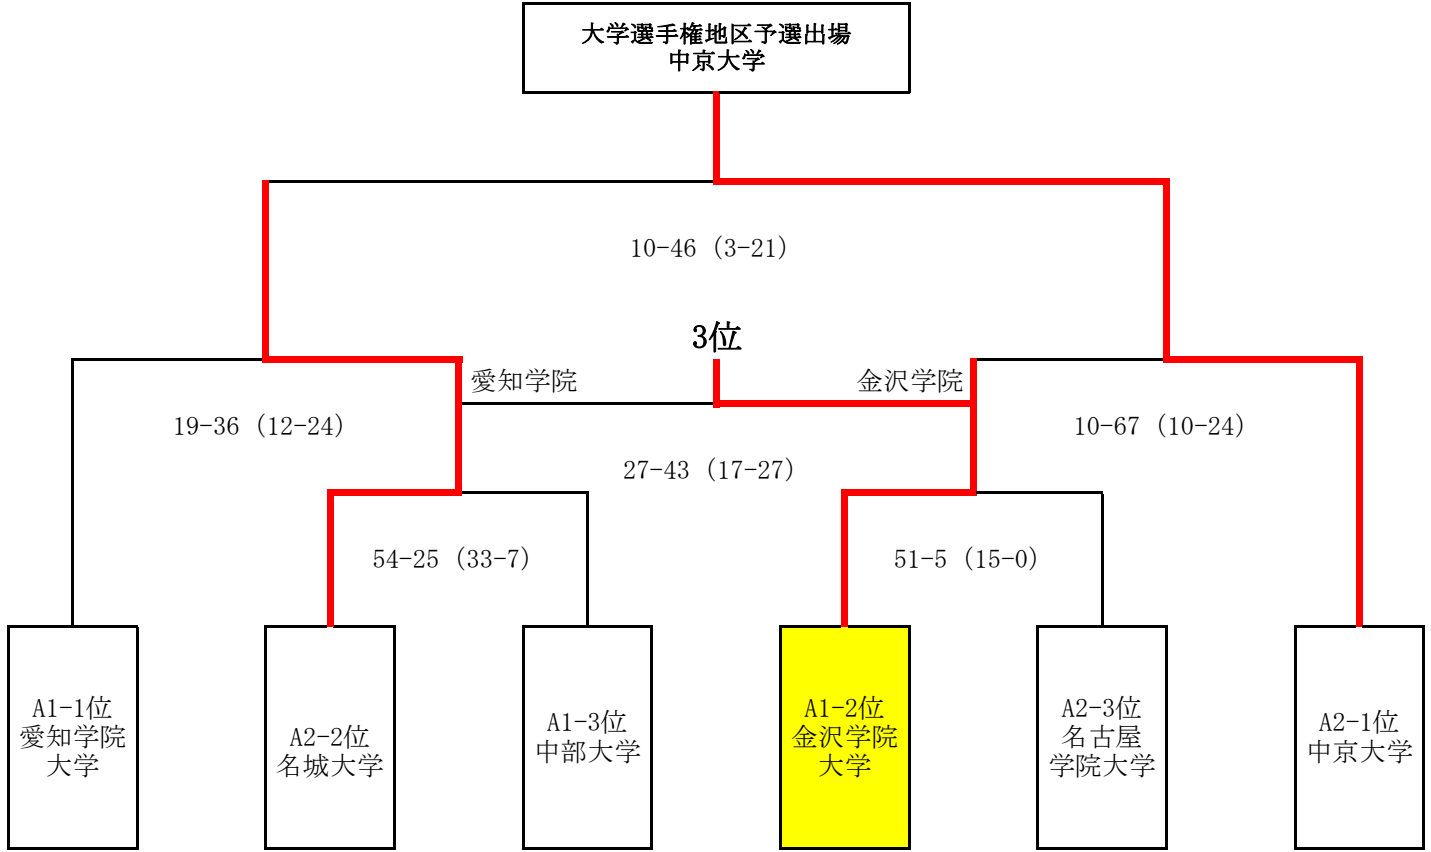 大学選手権地区予選出場
中京大学
10-46（3-21）
3位
愛知学院
金沢学院
19-36（12-24）
10-67（10-24）
27-43（17-27）
54-25（33-7）
51-5（15-0）
A1-1位
愛知学院
大学
A2-2位
名城大学
A1-3位
中部大学
A1-2位
金沢学院
大学
A2-3位
名古屋
学院大学
A2-1位
中京大学